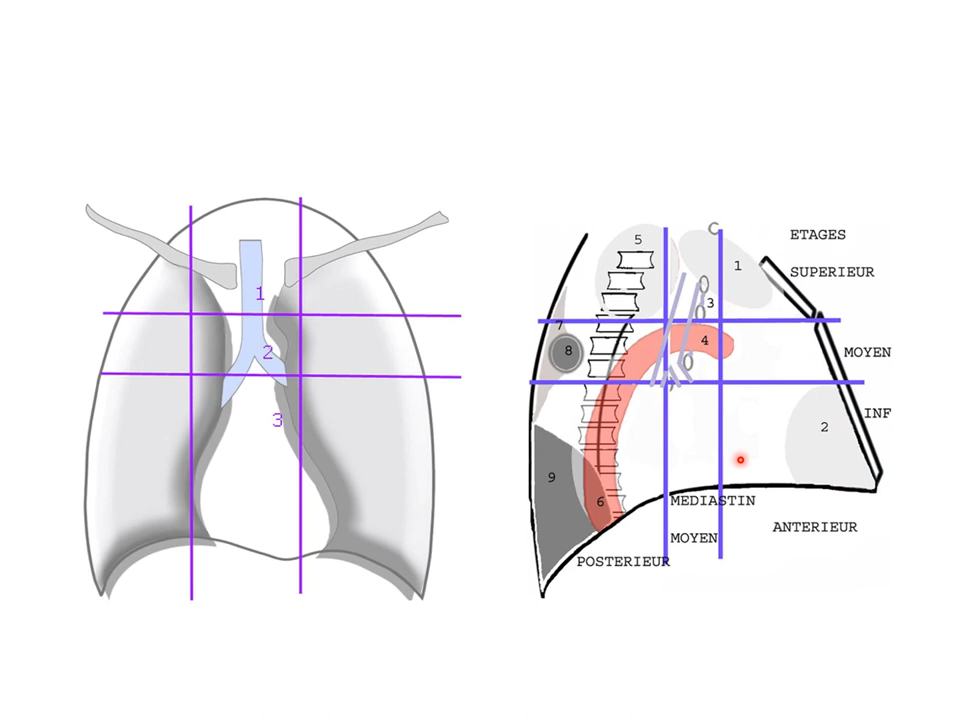 1
2
3
ETAGES
5
1
SUPERIEUR
3
7
4
MOYEN
8
INF
2
9
6
MEDIASTIN
ANTERIEUR
MOYEN
POSTERIEUR